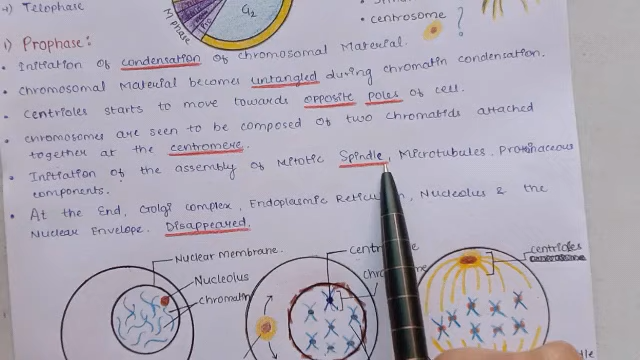 4) Telophase
M phase
G2
• centrosome ?
1) Prophase:
• Initiation of condensation of chromosomal Material.
• chromosomal Material becomes untangled during chromatin condensation.
• centrioles starts to move towards opposite poles of cell.
• chromosomes are seen to be composed of two chromatids attached
together at the centromere.
• Initiation of the assembly of Mitotic Spindle, Microtubules. Proteinaceous
components.
• At the End, Golgi complex, Endoplasmic, Nucleolus & the
Nuclear Envelope. Disappeared.
Nuclear membrane.
Nucleolus
chromatin
centrioles